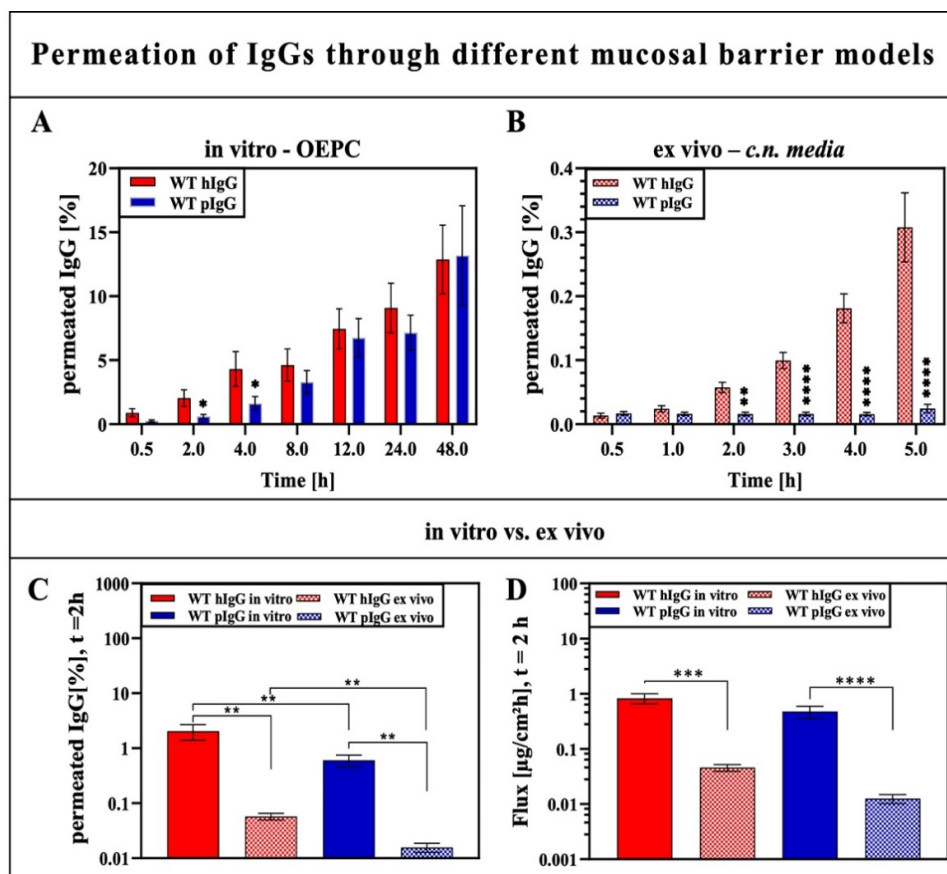 Permeation of IgGs through different mucosal barrier models
A
in vitro - OEPC
permeated IgG [%]
20
15
10
5
0
WT hIgG
WT pIgG
*
*
0.5 2.0 4.0 8.0 12.0 24.0 48.0
Time [h]
B
ex vivo – c.n. media
permeated IgG [%]
0.4
0.3
0.2
0.1
0.0
WT hIgG
WT pIgG
**
****
****
****
0.5 1.0 2.0 3.0 4.0 5.0
Time [h]
in vitro vs. ex vivo
C
permeated IgG[%], t =2h
1000
100
10
1
0.1
0.01
WT hIgG in vitro WT hIgG ex vivo
WT pIgG in vitro WT pIgG ex vivo
**
**
**
**
D
Flux [µg/cm²h], t = 2 h
100
10
1
0.1
0.01
0.001
WT hIgG in vitro WT hIgG ex vivo
WT pIgG in vitro WT pIgG ex vivo
***
****